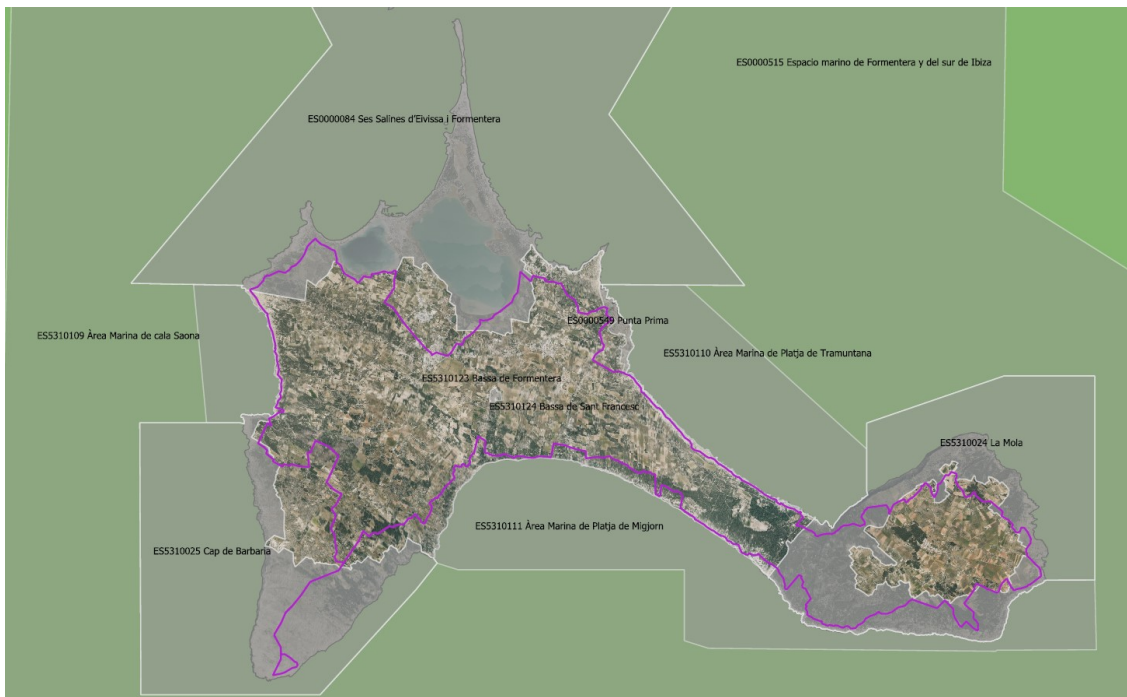 ES0000515 Espacio marino de Formentera y del sur de Ibiza
ES0000084 Ses Salines d'Eivissa i Formentera
ES0000549 Punta Prima
ES5310109 Àrea Marina de cala Saona
ES5310110 Àrea Marina de Platja de Tramuntana
ES5310123 Bassa de Formentera
ES5310124 Bassa de Sant Francesc
ES5310024 La Mola
ES5310111 Àrea Marina de Platja de Migjorn
ES5310025 Cap de Barbaria